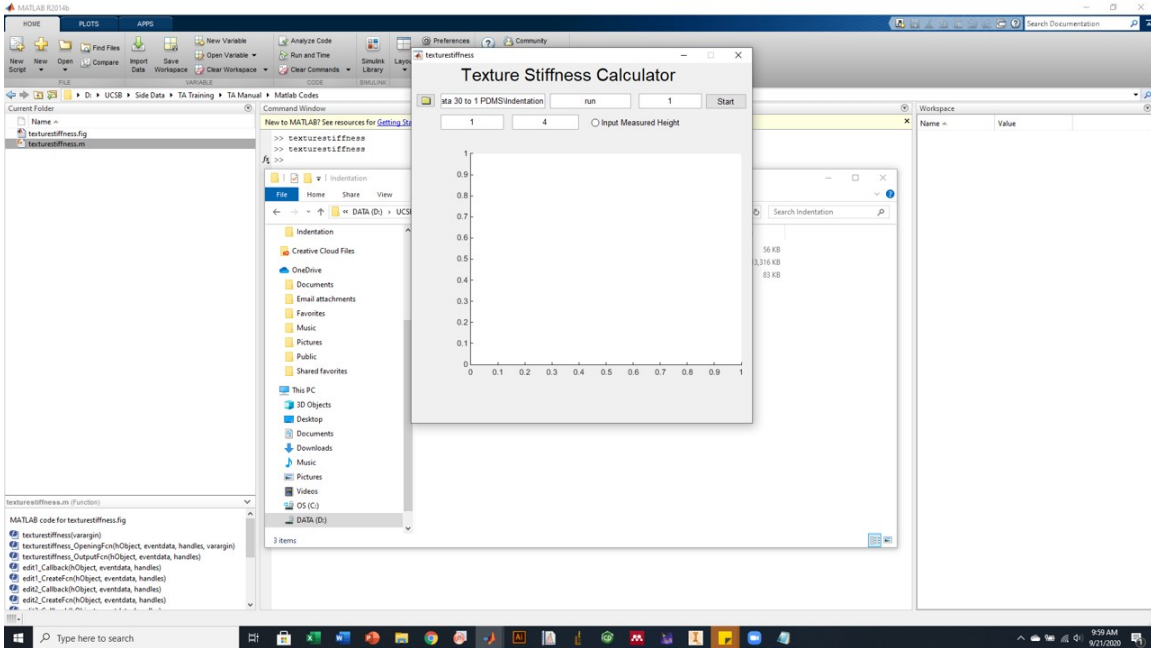 MATLAB R2014b
HOME PLOTS APPS
Search Documentation
New Script
New
Open
Find Files
Compare
Import Data
Save Workspace
New Variable
Open Variable
Clear Workspace
Analyze Code
Run and Time
Clear Commands
Simulink Library
Preferences
Community
FILE VARIABLE CODE SIMULINK
D: UCSB Side Data TA Training TA Manual Matlab Codes
Current Folder
Name
texturestiffness.fig
texturestiffness.m
Command Window
New to MATLAB? See resources for Getting
>> texturestiffness
>> texturestiffness
fx >>
Workspace
Name Value
texturestiffness
Texture Stiffness Calculator
ata 30 to 1 PDMS\Indentation run 1 Start
1 4 Input Measured Height
1
0.9
0.8
0.7
0.6
0.5
0.4
0.3
0.2
0.1
0
0 0.1 0.2 0.3 0.4 0.5 0.6 0.7 0.8 0.9 1
Indentation
File Home Share View
DATA (D:)
Search Indentation
Indentation
Creative Cloud Files
OneDrive
Documents
Email attachments
Favorites
Music
Pictures
Public
Shared favorites
This PC
3D Objects
Desktop
Documents
Downloads
Music
Pictures
Videos
OS (C:)
DATA (D:)
56 KB
83 KB
3 items
texturestiffness.m (Function)
MATLAB code for texturestiffness.fig
texturestiffness(varargin)
texturestiffness_OpeningFcn(hObject, eventdata, handles, varargin)
texturestiffness_OutputFcn(hObject, eventdata, handles)
edit1_Callback(hObject, eventdata, handles)
edit1_CreateFcn(hObject, eventdata, handles)
edit2_Callback(hObject, eventdata, handles)
edit2_CreateFcn(hObject, eventdata, handles)
Type here to search
9:59 AM
9/21/2020